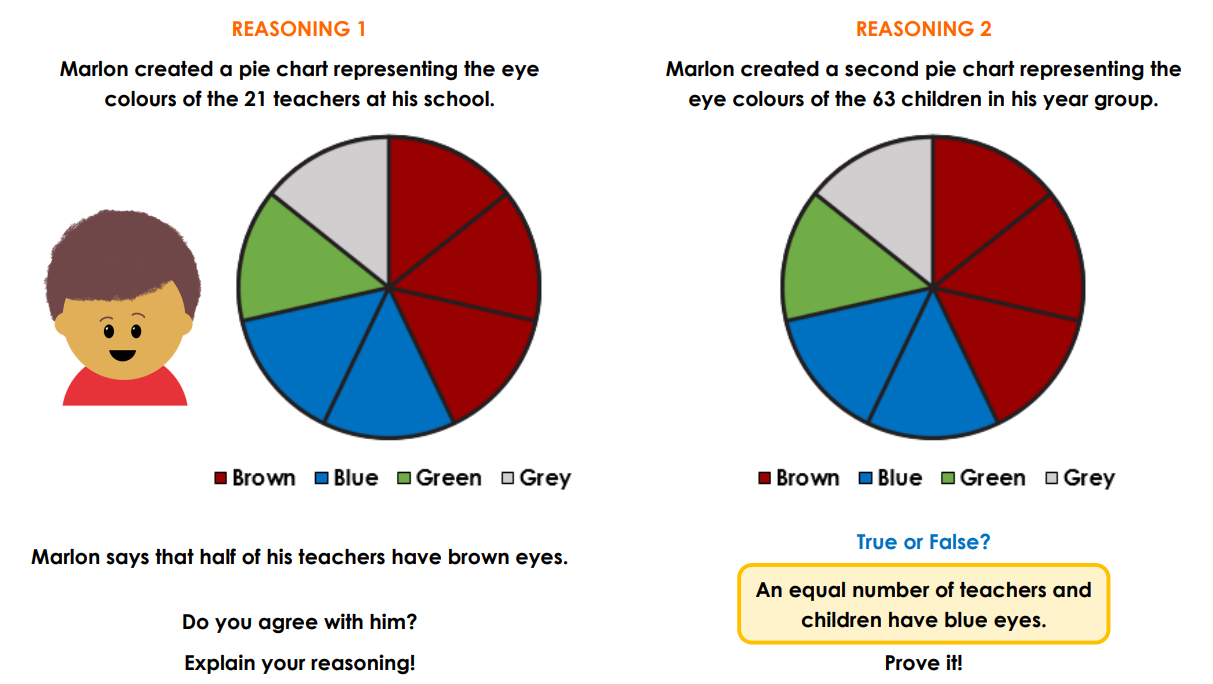 REASONING 1
Marlon created a pie chart representing the eye
colours of the 21 teachers at his school.
Brown Blue Green Grey
Marlon says that half of his teachers have brown eyes.
Do you agree with him?
Explain your reasoning!
REASONING 2
Marlon created a second pie chart representing the
eye colours of the 63 children in his year group.
Brown Blue Green Grey
True or False?
An equal number of teachers and
children have blue eyes.
Prove it!